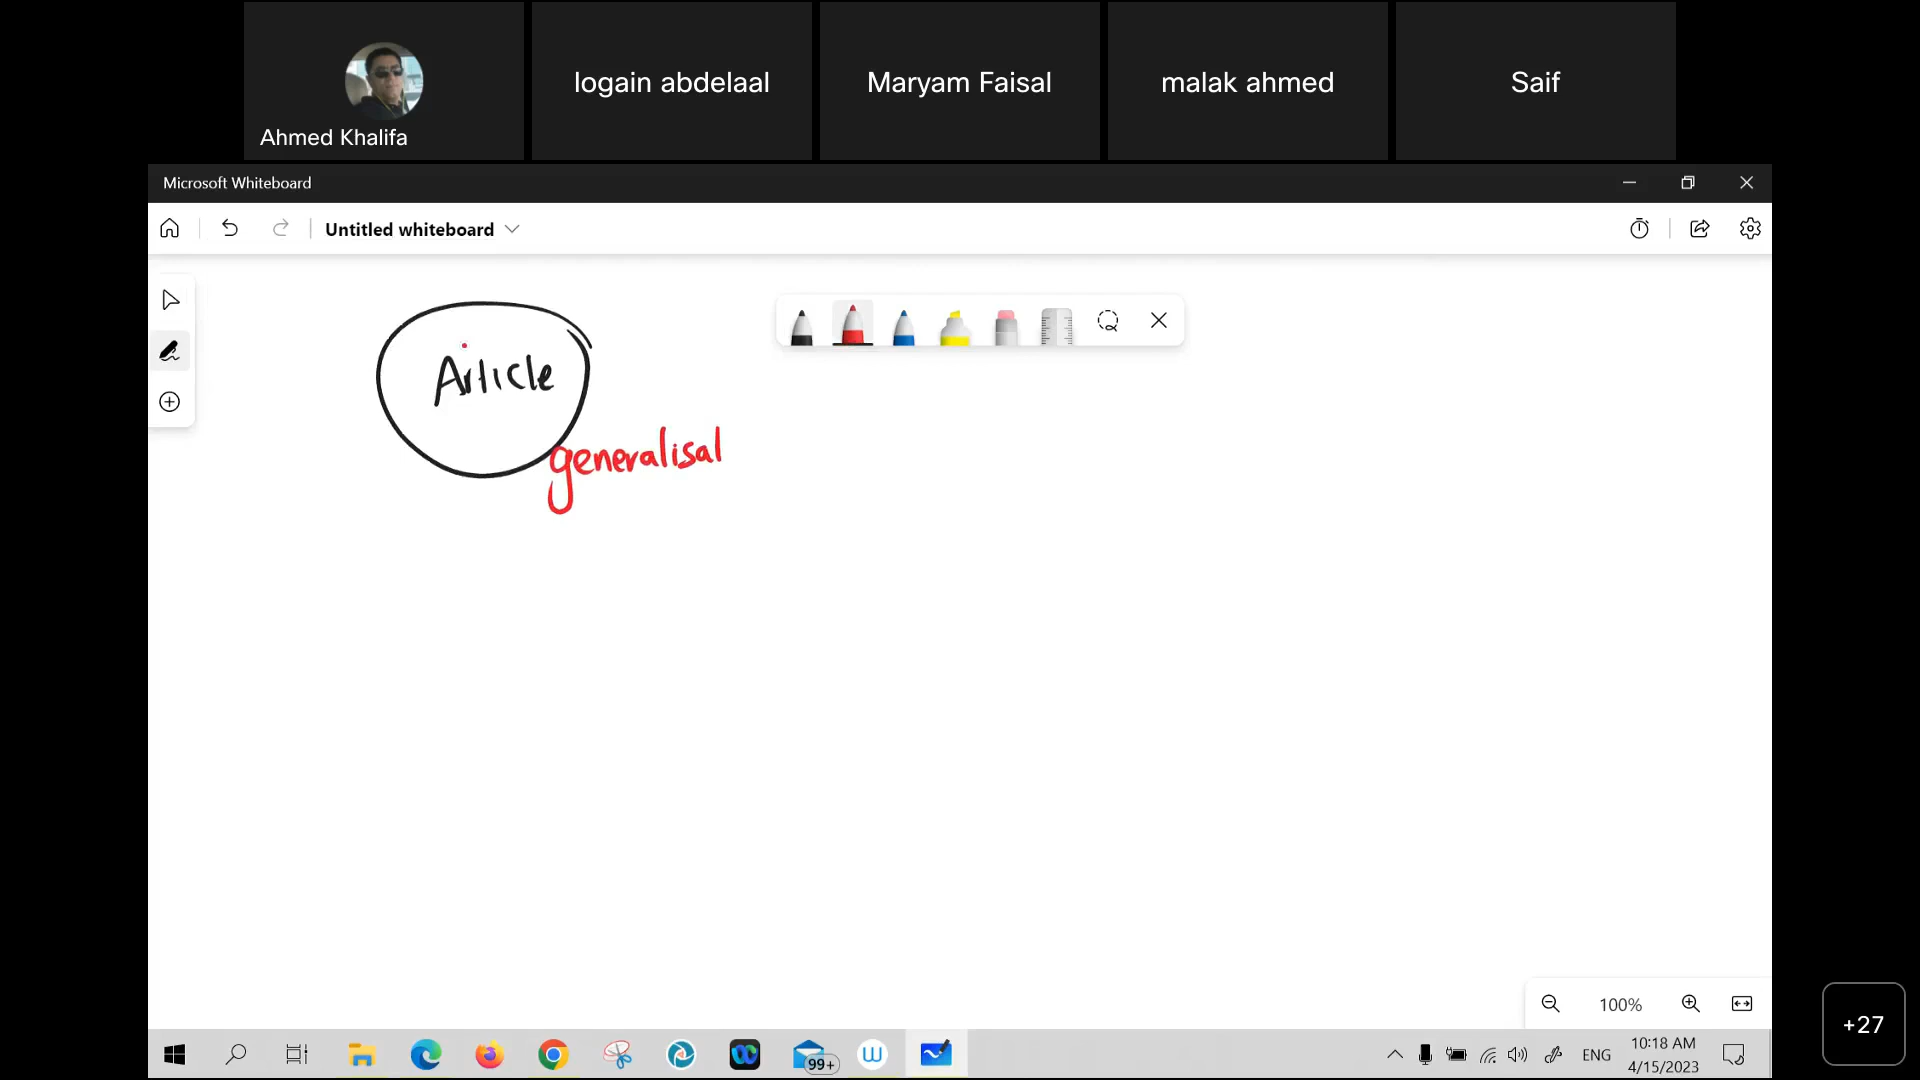 logain abdelaal
Maryam Faisal
malak ahmed
Saif
Ahmed Khalifa
Microsoft Whiteboard
Untitled whiteboard
Article
generalisal
100%
+27
99+
ENG
10:18 AM
4/15/2023